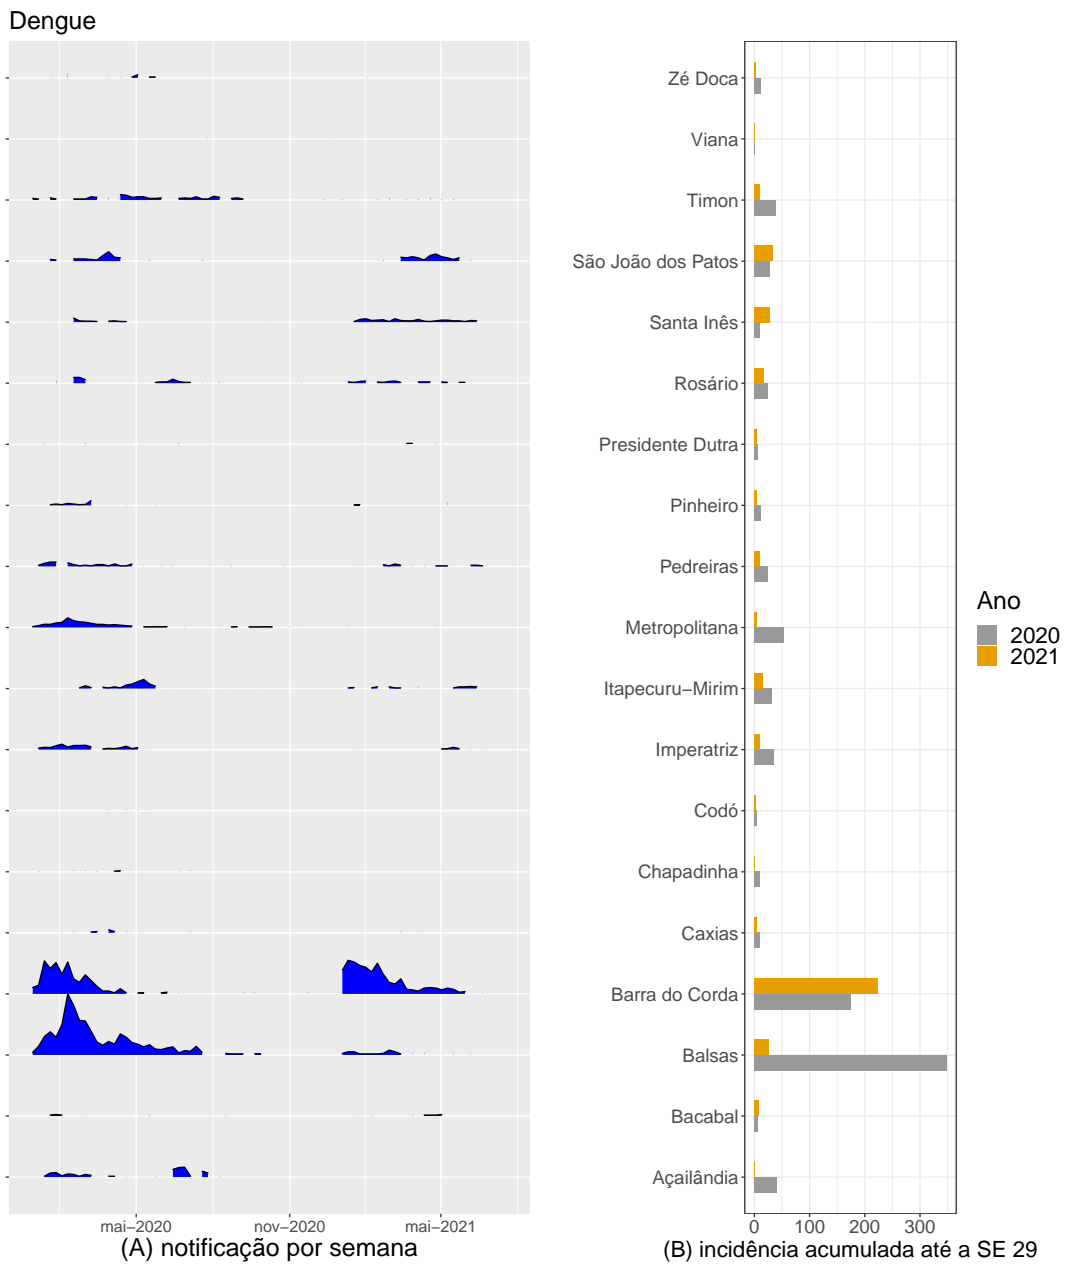 Dengue
Zé Doca
Viana
Timon
São João dos Patos
Santa Inês
Rosário
Presidente Dutra
Pinheiro
Pedreiras
Metropolitana
Itapecuru−Mirim
Imperatriz
Codó
Chapadinha
Caxias
Barra do Corda
Balsas
Bacabal
Açailândia
mai−2020 nov−2020 mai−2021
(A) notificação por semana
0 100 200 300
(B) incidência acumulada até a SE 29
Ano
2020
2021